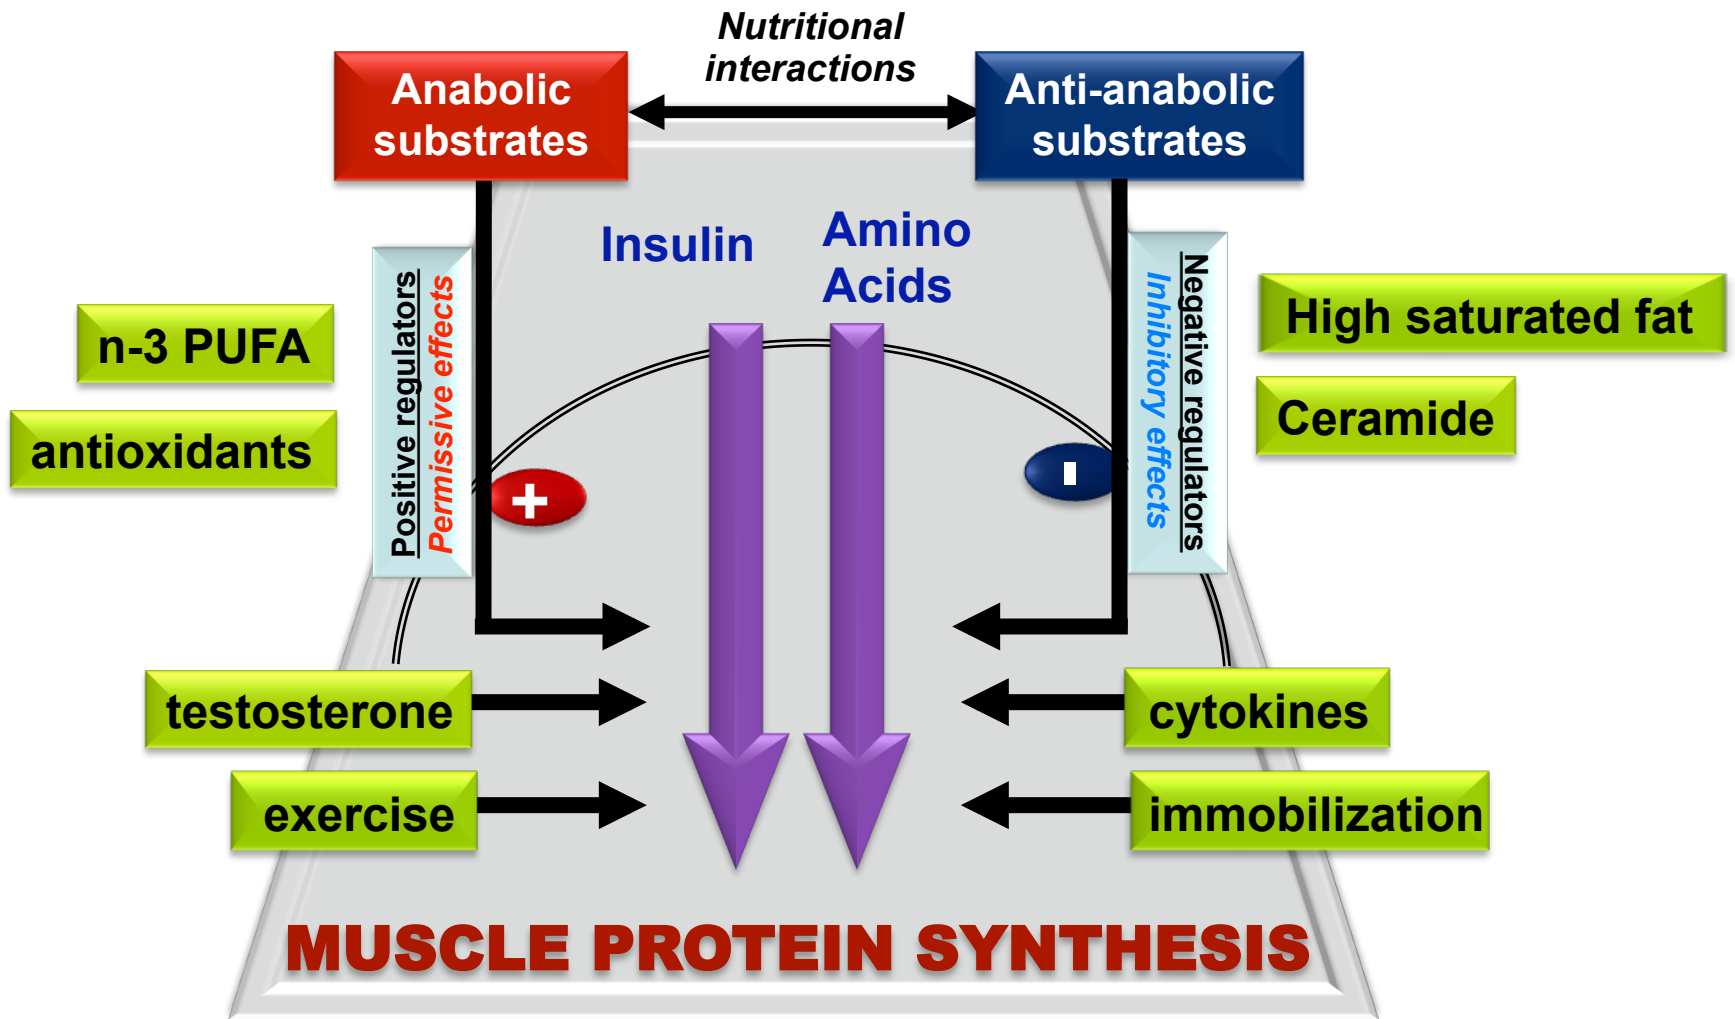 Nutritional
interactions
Anabolic
substrates
Anti-anabolic
substrates
Insulin
Amino
Acids
Positive regulators
Permissive effects
Negative regulators
Inhibitory effects
n-3 PUFA
antioxidants
High saturated fat
Ceramide
+
-
testosterone
cytokines
exercise
immobilization
MUSCLE PROTEIN SYNTHESIS